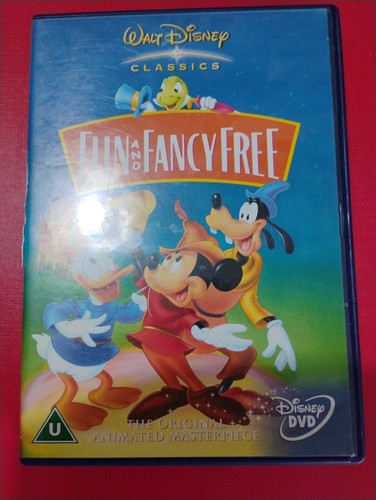 WALT DISNEY
CLASSICS
FUN AND FANCY FREE
U
THE ORIGINAL
ANIMATED MASTERPIECE
DISNEY
DVD